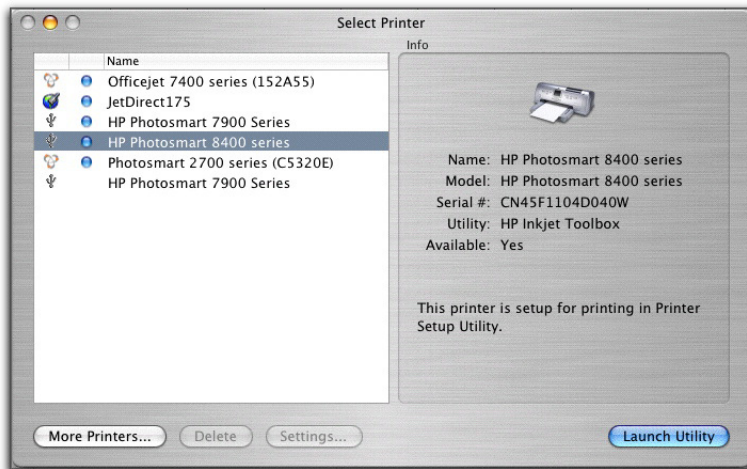 Select Printer
Name
Officejet 7400 series (152A55)
JetDirect175
HP Photosmart 7900 Series
HP Photosmart 8400 series
Photosmart 2700 series (C5320E)
HP Photosmart 7900 Series
Info
Name: HP Photosmart 8400 series
Model: HP Photosmart 8400 series
Serial #: CN45F1104D040W
Utility: HP Inkjet Toolbox
Available: Yes
This printer is setup for printing in Printer
Setup Utility.
More Printers...
Delete
Settings...
Launch Utility